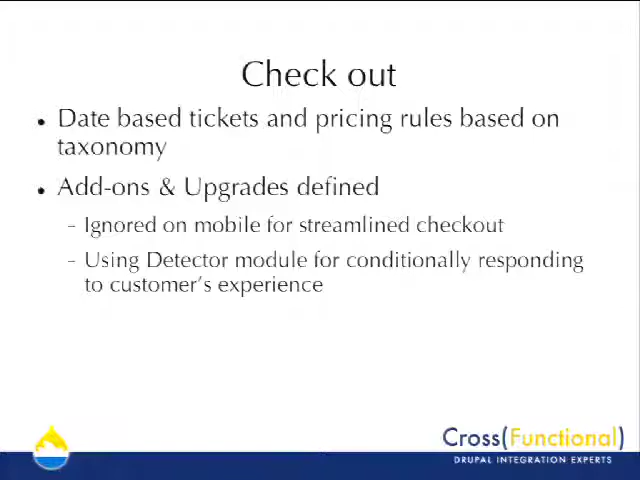 Check out
• Date based tickets and pricing rules based on
taxonomy
• Add-ons & Upgrades defined
– Ignored on mobile for streamlined checkout
– Using Detector module for conditionally responding
to customer's experience
Cross(Functional)
DRUPAL INTEGRATION EXPERTS